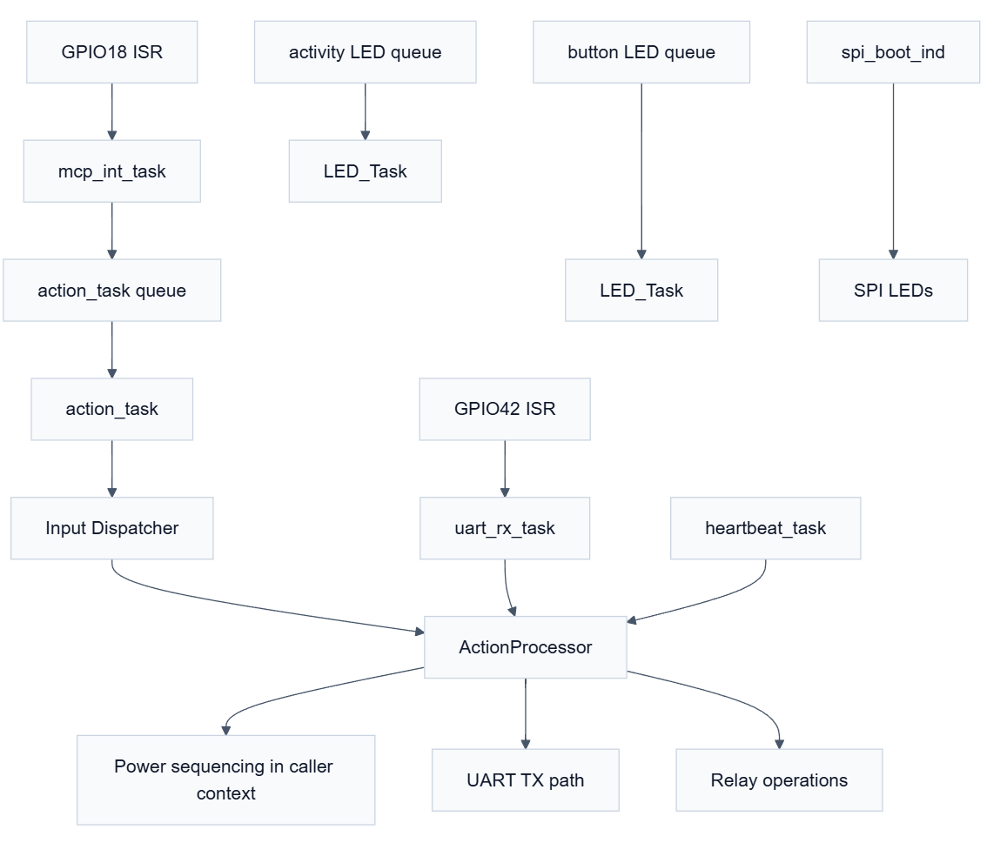 GPIO18 ISR
activity LED queue
button LED queue
spi_boot_ind
mcp_int_task
LED_Task
action_task queue
LED_Task
SPI LEDs
action_task
GPIO42 ISR
Input Dispatcher
uart_rx_task
heartbeat_task
ActionProcessor
Power sequencing in caller
context
UART TX path
Relay operations